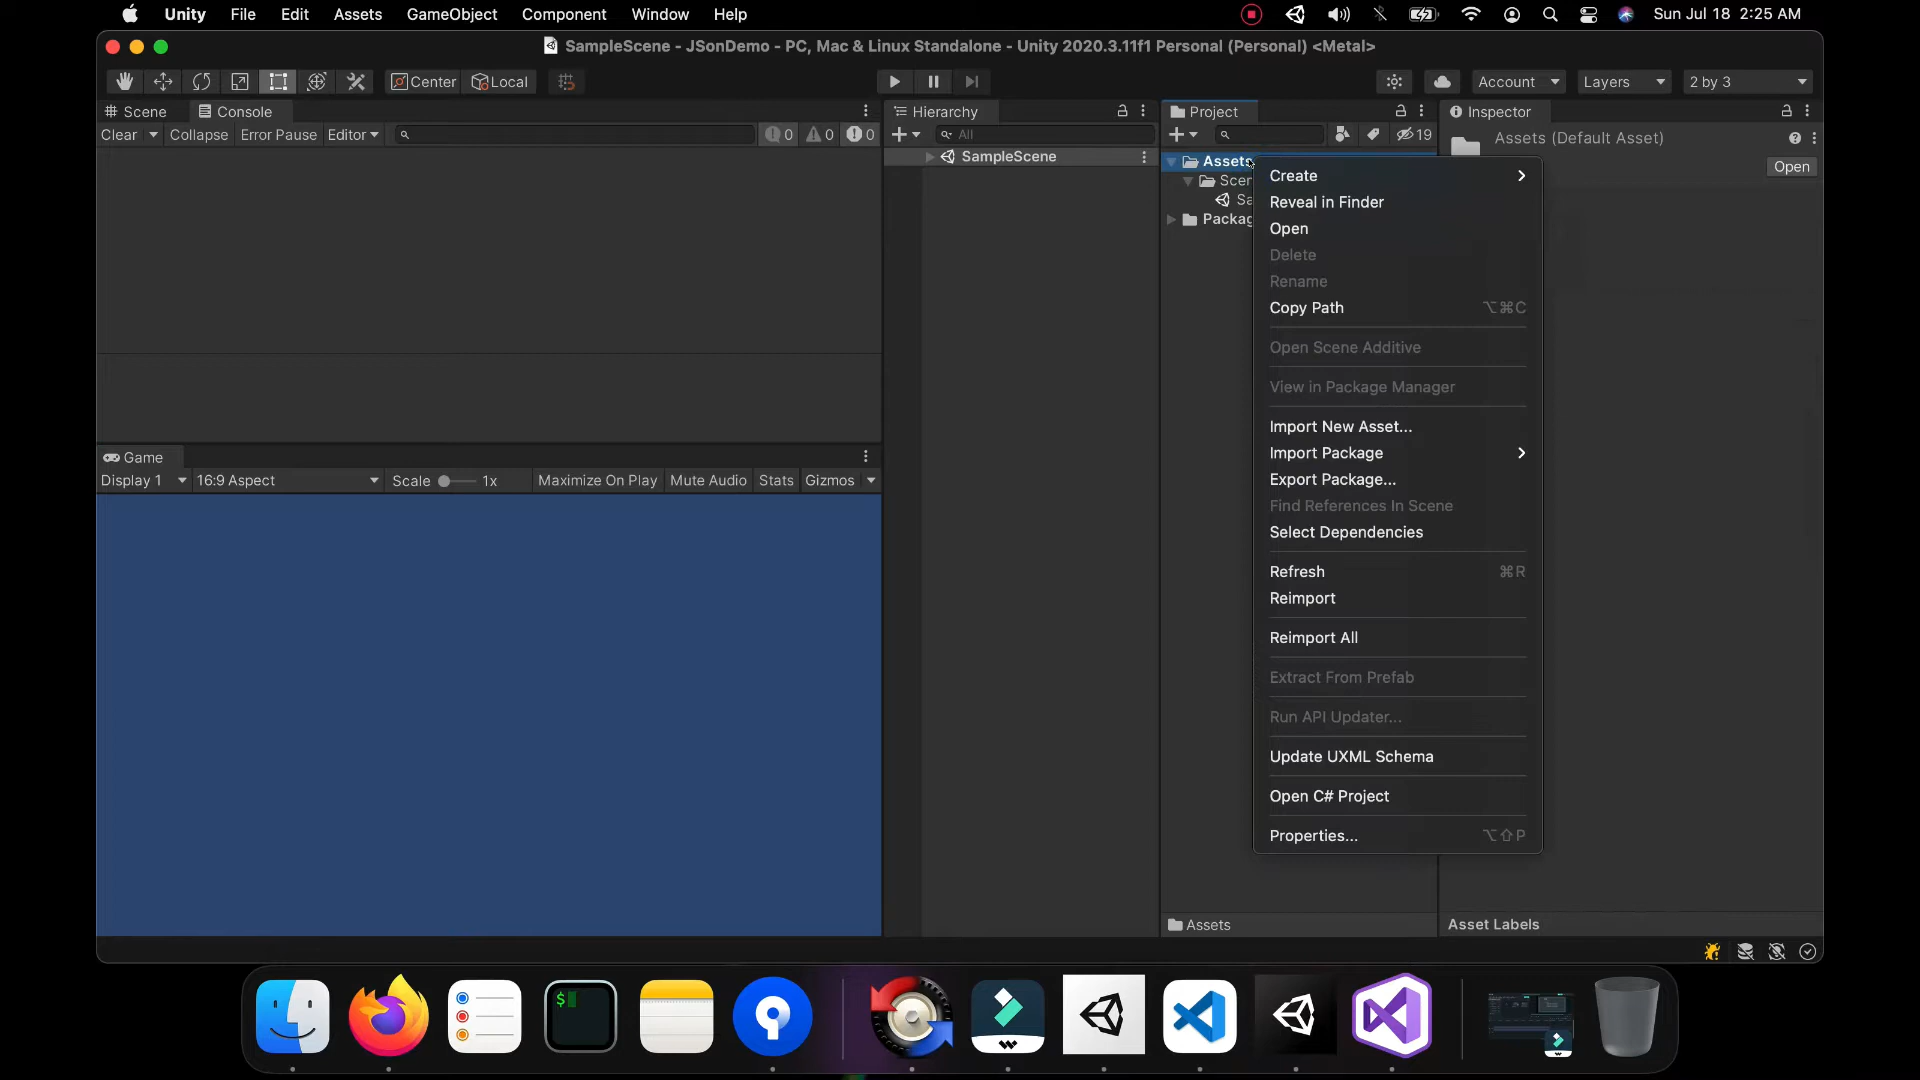 Unity File Edit Assets GameObject Component Window Help Sun Jul 18 2:25 AM
SampleScene - JSonDemo - PC, Mac & Linux Standalone - Unity 2020.3.11f1 Personal (Personal) <Metal>
Center Local Account Layers 2 by 3
Scene Console Hierarchy Project Inspector
Clear Collapse Error Pause Editor 0 0 0 All 19 Assets (Default Asset)
Open
SampleScene
Assets
Scen
Sa
Packag
Create
Reveal in Finder
Open
Delete
Rename
Copy Path ⌥⌘C
Open Scene Additive
View in Package Manager
Import New Asset...
Import Package
Export Package...
Find References In Scene
Select Dependencies
Refresh ⌘R
Reimport
Reimport All
Extract From Prefab
Run API Updater...
Update UXML Schema
Open C# Project
Properties... ⌥⇧P
Game
Display 1 16:9 Aspect Scale 1x Maximize On Play Mute Audio Stats Gizmos
Assets Asset Labels
$